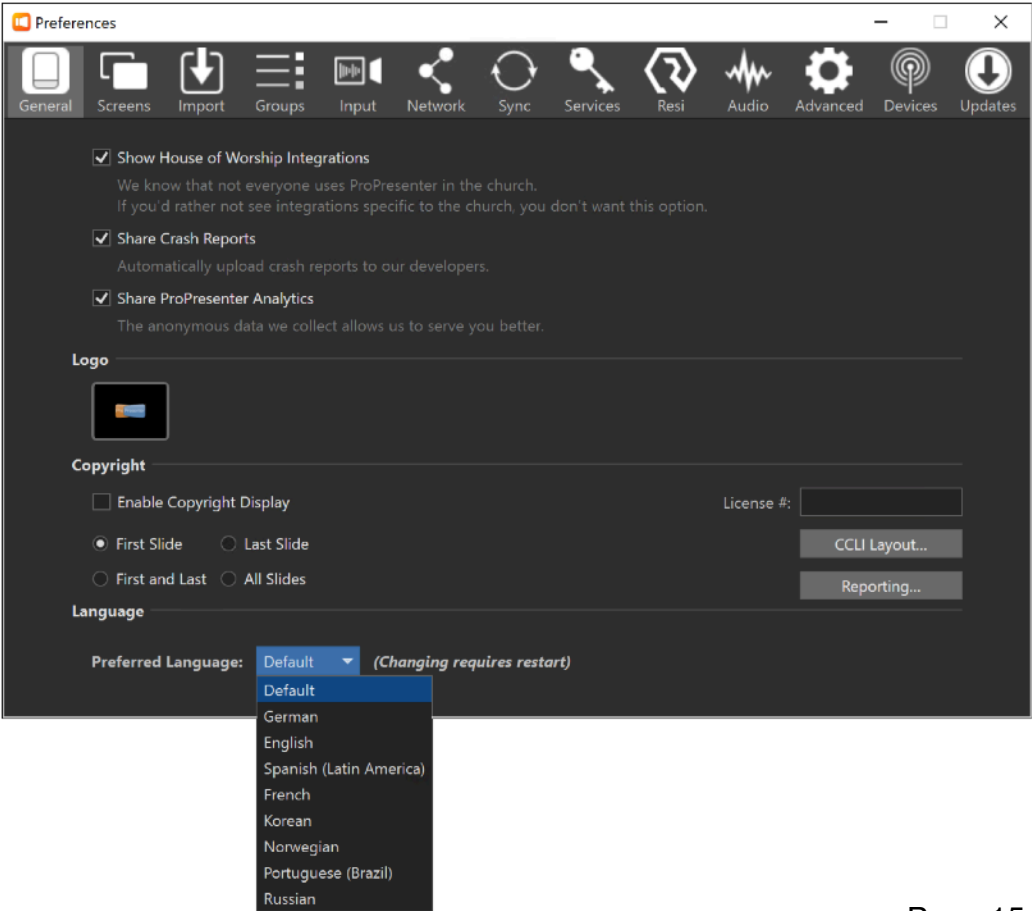 Preferences
General Screens Import Groups Input Network Sync Services Resi Audio Advanced Devices Updates
Show House of Worship Integrations
We know that not everyone uses ProPresenter in the church.
If you'd rather not see integrations specific to the church, you don't want this option.
Share Crash Reports
Automatically upload crash reports to our developers.
Share ProPresenter Analytics
The anonymous data we collect allows us to serve you better.
Logo
Copyright
Enable Copyright Display License #:
First Slide Last Slide CCLI Layout...
First and Last All Slides Reporting...
Language
Preferred Language: Default (Changing requires restart)
Default
German
English
Spanish (Latin America)
French
Korean
Norwegian
Portuguese (Brazil)
Russian